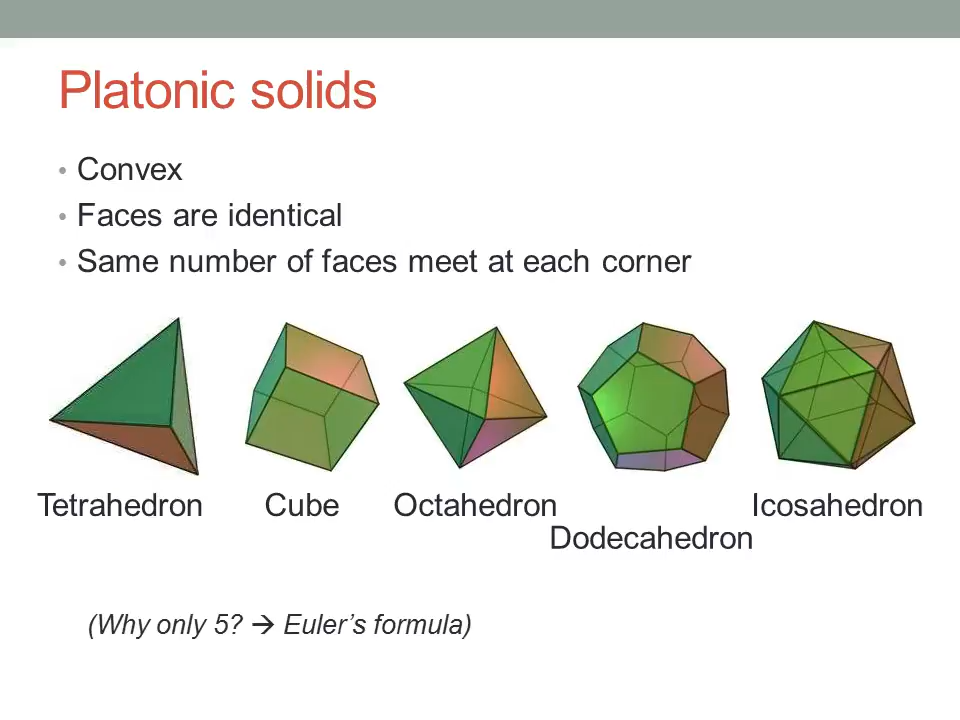 Platonic solids
• Convex
• Faces are identical
• Same number of faces meet at each corner
Tetrahedron Cube Octahedron Icosahedron
Dodecahedron
(Why only 5? → Euler’s formula)